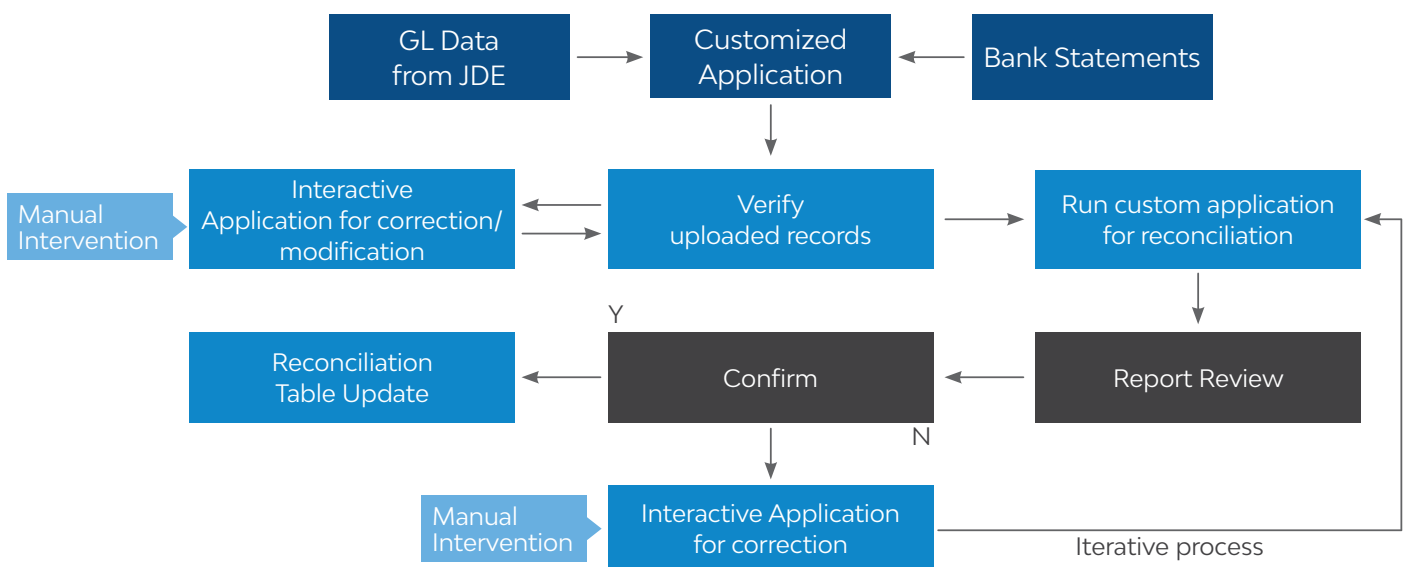 GL Data
from JDE
Customized
Application
Bank Statements
Manual
Intervention
Interactive
Application for correction/
modification
Verify
uploaded records
Run custom application
for reconciliation
Y
Reconciliation
Table Update
Confirm
Report Review
N
Manual
Intervention
Interactive Application
for correction
Iterative process